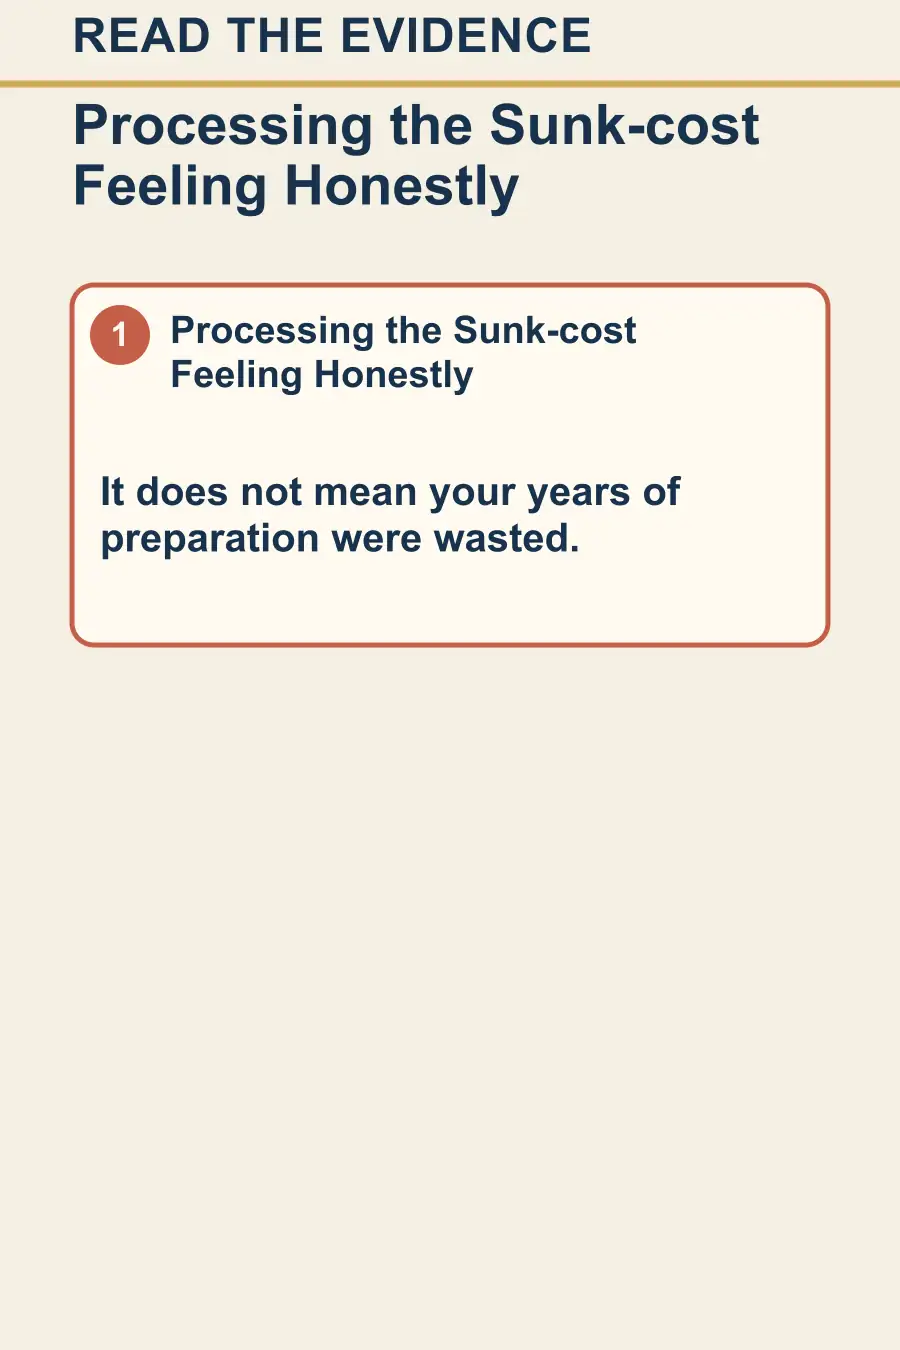 READ THE EVIDENCE
Processing the Sunk-cost
Feeling Honestly
1
Processing the Sunk-cost
Feeling Honestly
It does not mean your years of
preparation were wasted.